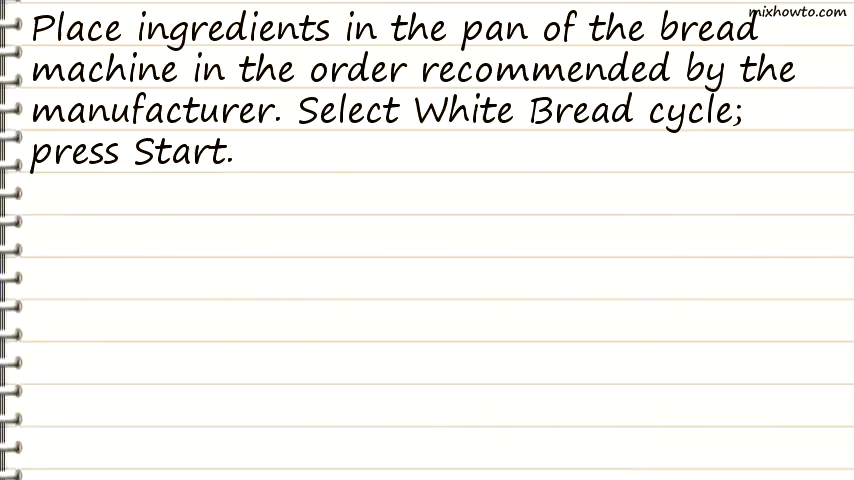 mixhowto.com
Place ingredients in the pan of the bread
machine in the order recommended by the
manufacturer. Select White Bread cycle;
press Start.